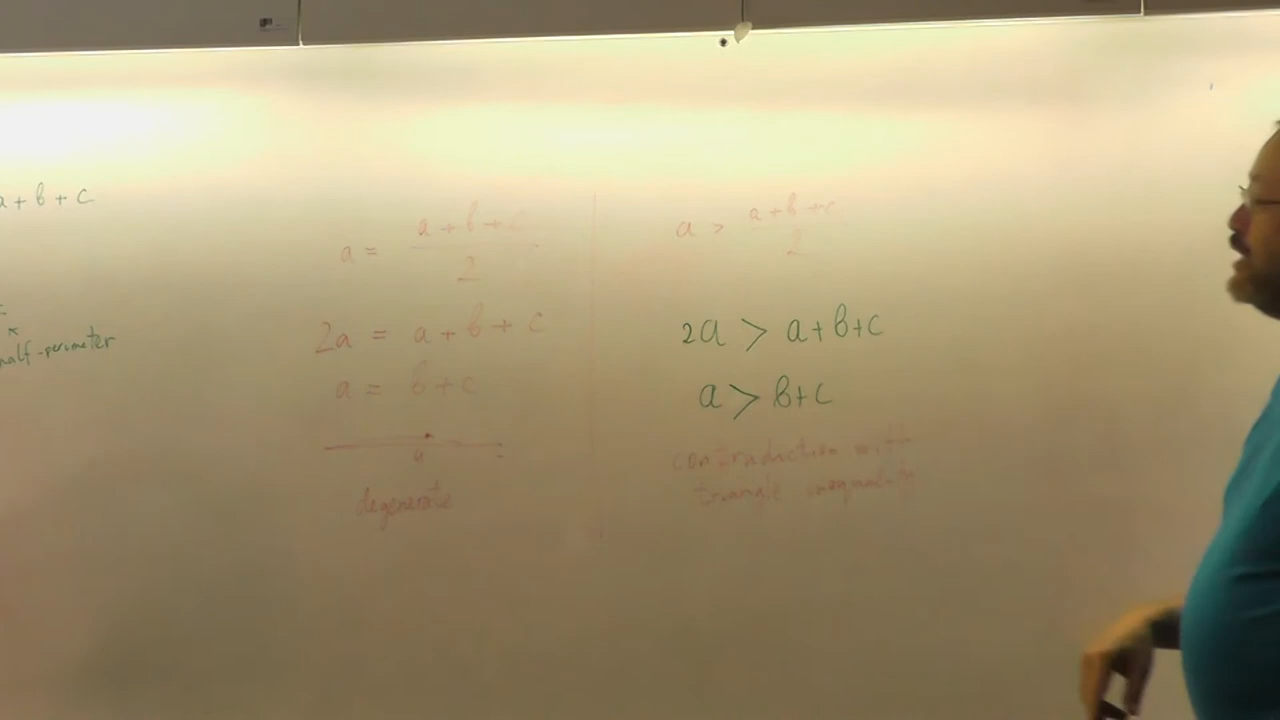 a + b + c
half-perimeter
a = a + b + c / 2
2a = a + b + c
a = b + c
a
degenerate
a > a + b + c / 2
2a > a + b + c
a > b + c
contradiction with
triangle inequality